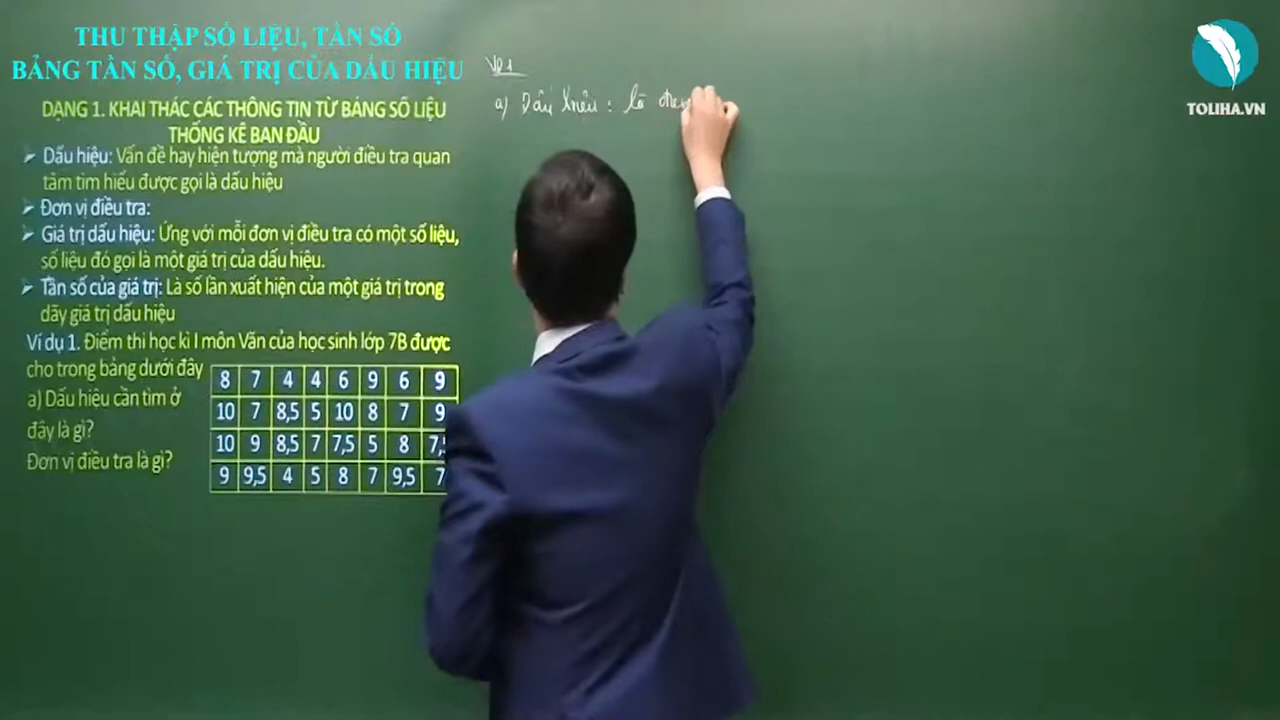 THU THẬP SỐ LIỆU, TẦN SỐ
BẢNG TẦN SỐ, GIÁ TRỊ CỦA DẤU HIỆU
DẠNG 1. KHAI THÁC CÁC THÔNG TIN TỪ BẢNG SỐ LIỆU
THỐNG KÊ BAN ĐẦU
➢ Dấu hiệu: Vấn đề hay hiện tượng mà người điều tra quan
tâm tìm hiểu được gọi là dấu hiệu
➢ Đơn vị điều tra:
➢ Giá trị dấu hiệu: Ứng với mỗi đơn vị điều tra có một số liệu,
số liệu đó gọi là một giá trị của dấu hiệu.
➢ Tần số của giá trị: Là số lần xuất hiện của một giá trị trong
dãy giá trị dấu hiệu
Ví dụ 1. Điểm thi học kì I môn Văn của học sinh lớp 7B được
cho trong bảng dưới đây
a) Dấu hiệu cần tìm ở
đây là gì?
Đơn vị điều tra là gì?
8 7 4 4 6 9 6 9
10 7 8,5 5 10 8 7 9
10 9 8,5 7 7,5 5 8 7,
9 9,5 4 5 8 7 9,5 7
VD1
a) Dấu hiệu : là
TOLIHA.VN